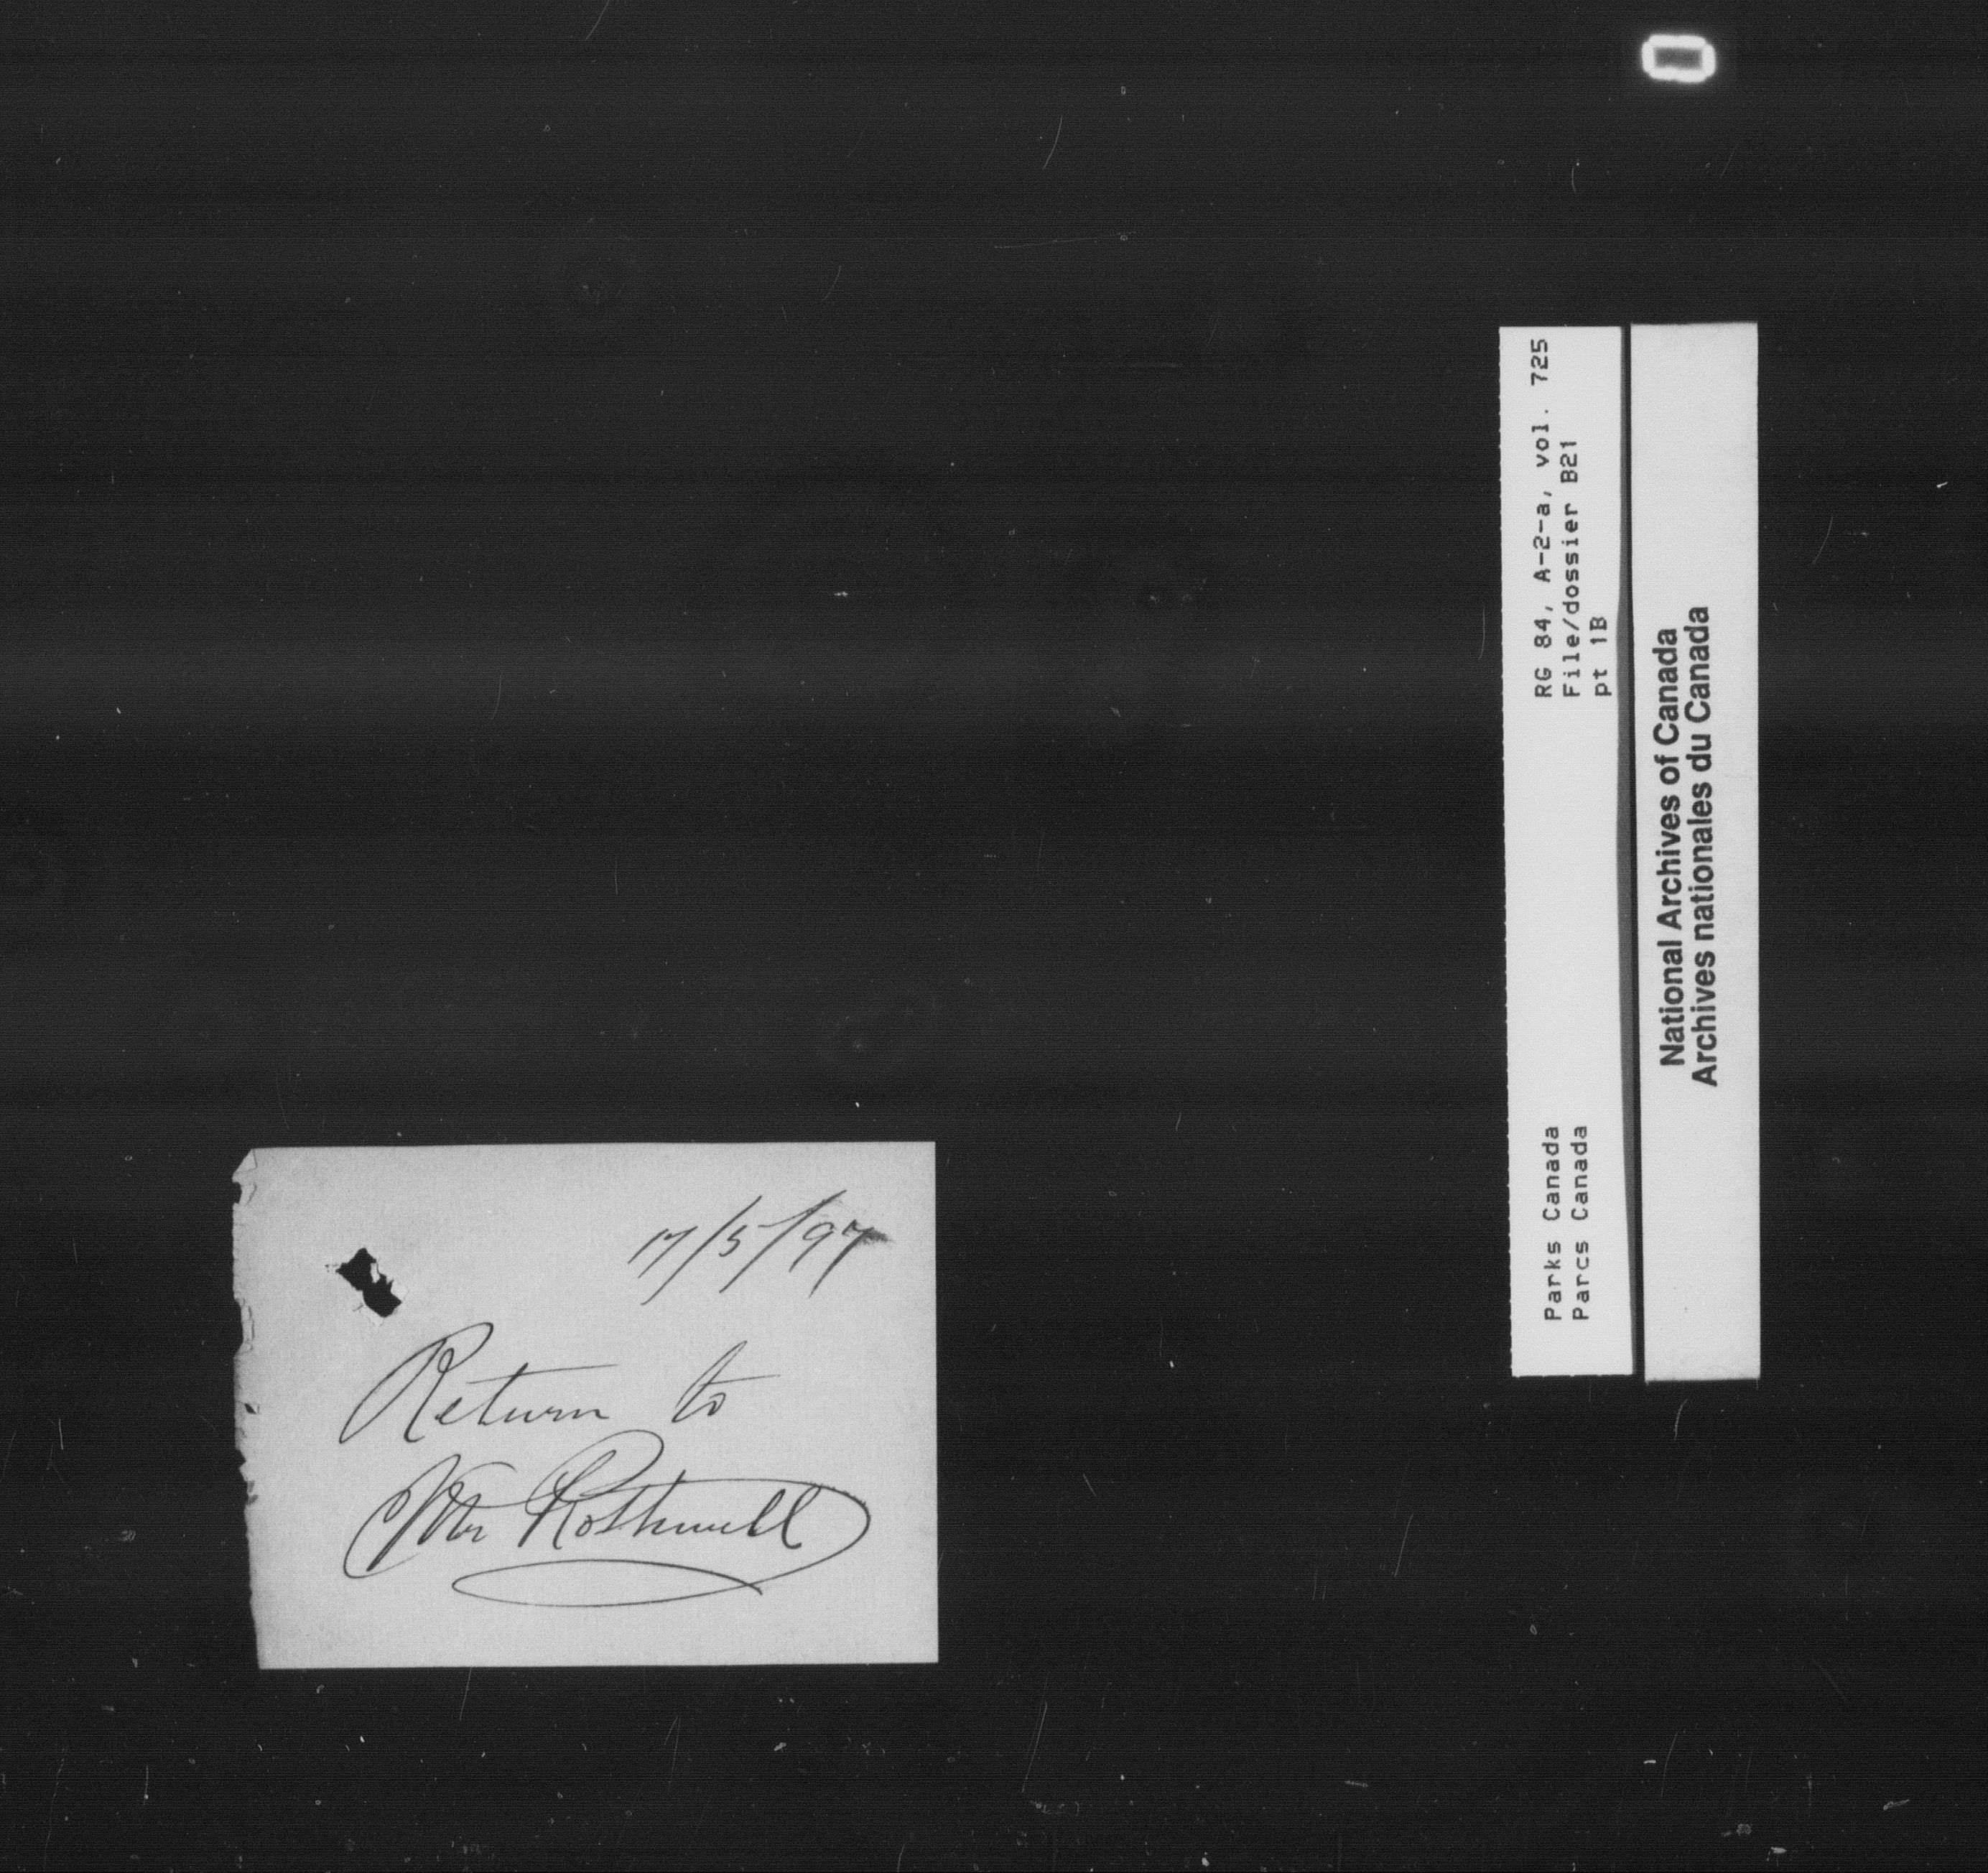 17/5/97
Return to
Mr Rothwell
Parks Canada
Parcs Canada
RG 84, A-2-a, vol. 725
File/dossier B21
pt 1B
National Archives of Canada
Archives nationales du Canada